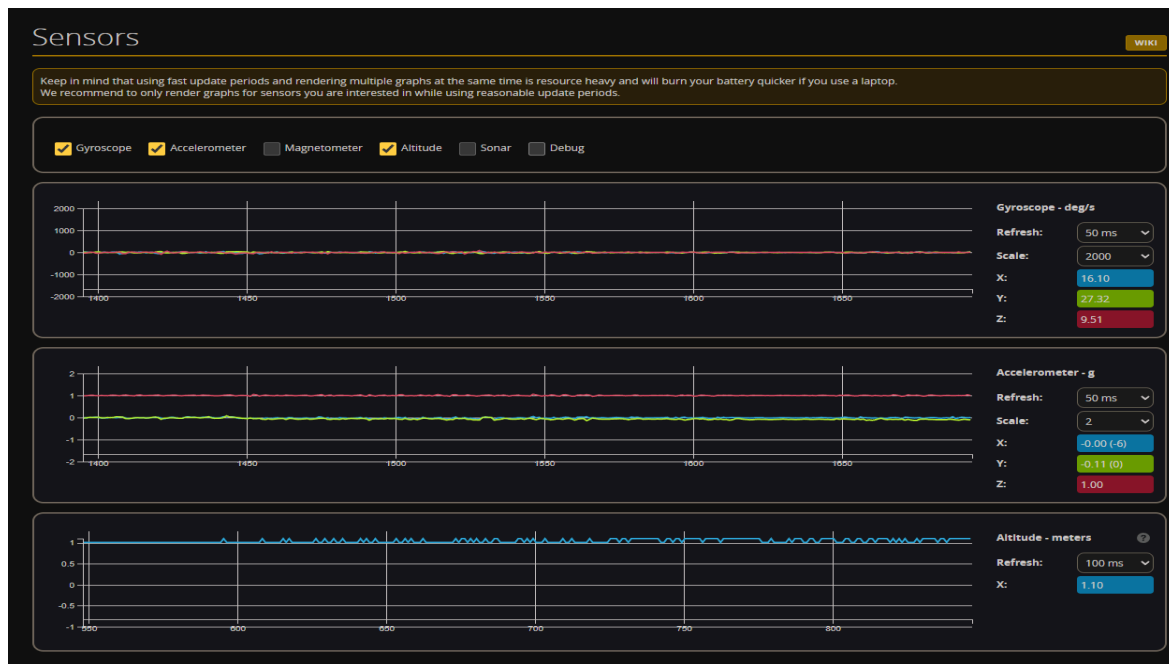 Sensors
WIKI
Keep in mind that using fast update periods and rendering multiple graphs at the same time is resource heavy and will burn your battery quicker if you use a laptop.
We recommend to only render graphs for sensors you are interested in while using reasonable update periods.
Gyroscope Accelerometer Magnetometer Altitude Sonar Debug
2000
1000
0
-1000
-2000
1400 1450 1500 1550 1600 1650
Gyroscope - deg/s
Refresh: 50 ms
Scale: 2000
X: 16.10
Y: 27.32
Z: 9.51
2
1
0
-1
-2
1400 1450 1500 1550 1600 1650
Accelerometer - g
Refresh: 50 ms
Scale: 2
X: -0.00 (-6)
Y: -0.11 (0)
Z: 1.00
1
0.5
0
-0.5
-1
550 600 650 700 750 800
Altitude - meters ?
Refresh: 100 ms
X: 1.10